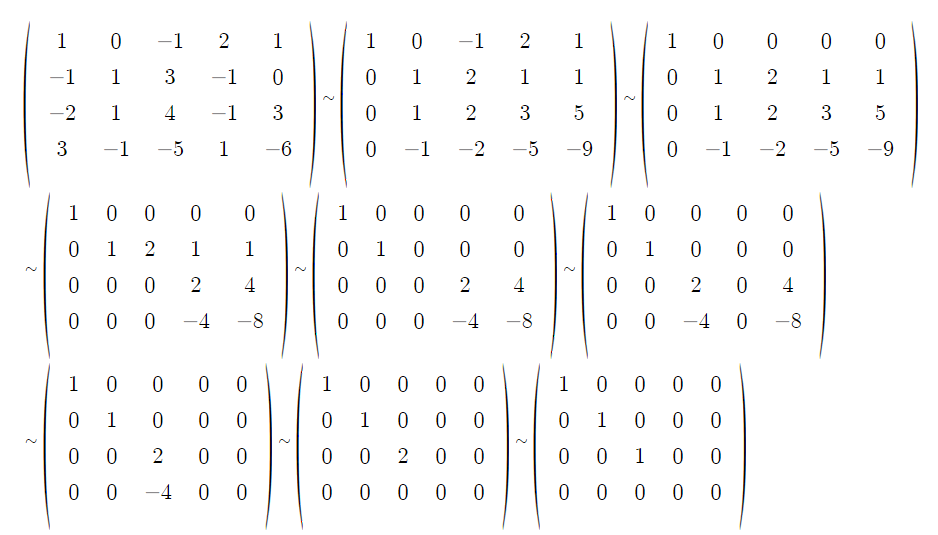 1 0 −1 2 1 1 0 −1 2 1 1 0 0 0 0
−1 1 3 −1 0 0 1 2 1 1 0 1 2 1 1
∼ ∼
−2 1 4 −1 3 0 1 2 3 5 0 1 2 3 5
3 −1 −5 1 −6 0 −1 −2 −5 −9 0 −1 −2 −5 −9
1 0 0 0 0 1 0 0 0 0 1 0 0 0 0
0 1 2 1 1 0 1 0 0 0 0 1 0 0 0
∼ ∼ ∼
0 0 0 2 4 0 0 0 2 4 0 0 2 0 4
0 0 0 −4 −8 0 0 0 −4 −8 0 0 −4 0 −8
1 0 0 0 0 1 0 0 0 0 1 0 0 0 0
0 1 0 0 0 0 1 0 0 0 0 1 0 0 0
∼ ∼ ∼
0 0 2 0 0 0 0 2 0 0 0 0 1 0 0
0 0 −4 0 0 0 0 0 0 0 0 0 0 0 0